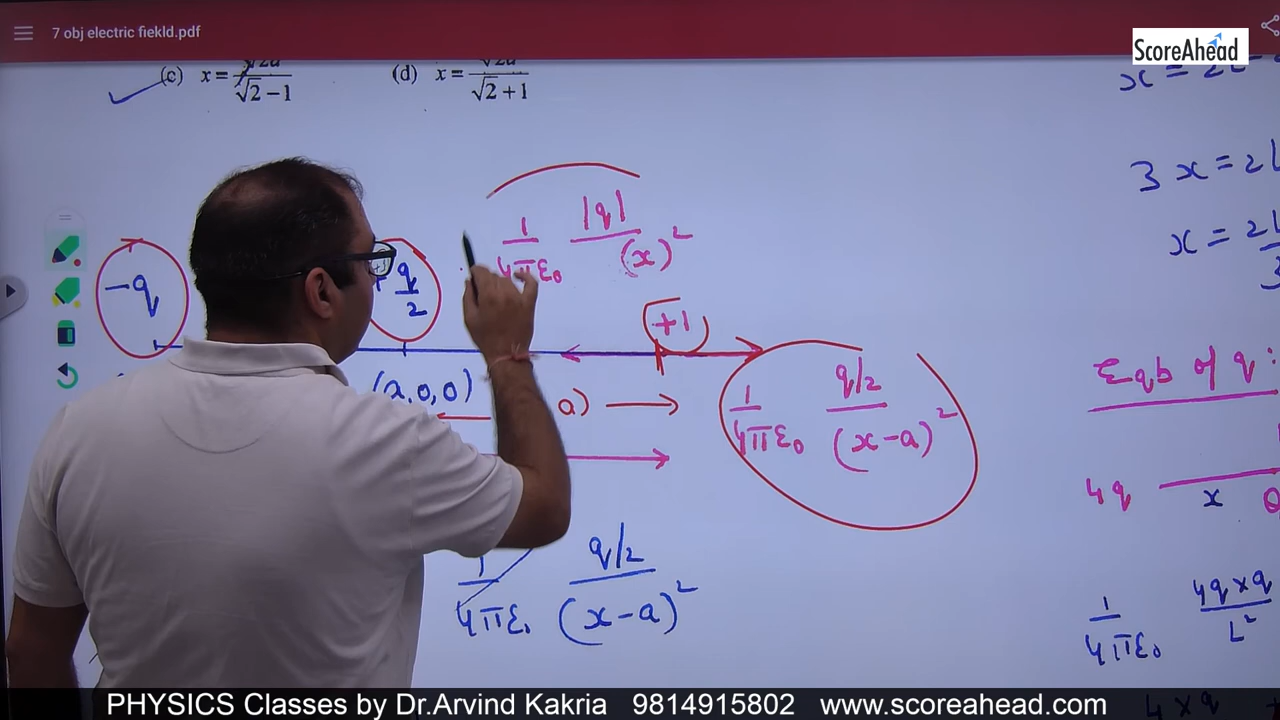 7 obj electric fiekld.pdf
ScoreAhead
(c) x = √2a / √2 − 1
(d) x = √2a / √2 + 1
x = 2L
3x = 2L
x = 2L / 3
−q
+ q/2
1/4πε₀ |q|/(x)²
+1
(a,0,0)
a)
1/4πε₀ q/2/(x−a)²
Eqb of q :
4q
x
Q
1/4πε₀ q/2/(x−a)²
1/4πε₀ 4q×q/L²
4 × q
PHYSICS Classes by Dr.Arvind Kakria 9814915802 www.scoreahead.com